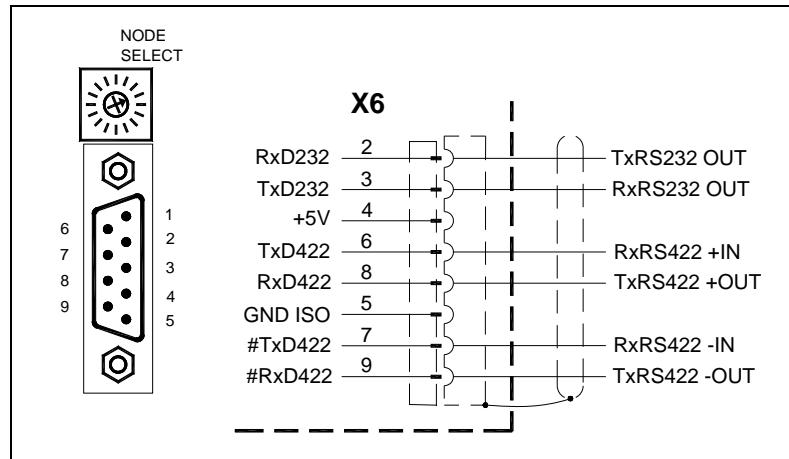 NODE
SELECT
X6
RxD232 2 TxRS232 OUT
TxD232 3 RxRS232 OUT
+5V 4
TxD422 6 RxRS422 +IN
RxD422 8 TxRS422 +OUT
GND ISO 5
#TxD422 7 RxRS422 -IN
#RxD422 9 TxRS422 -OUT
1
6
2
7
3
8
4
9
5